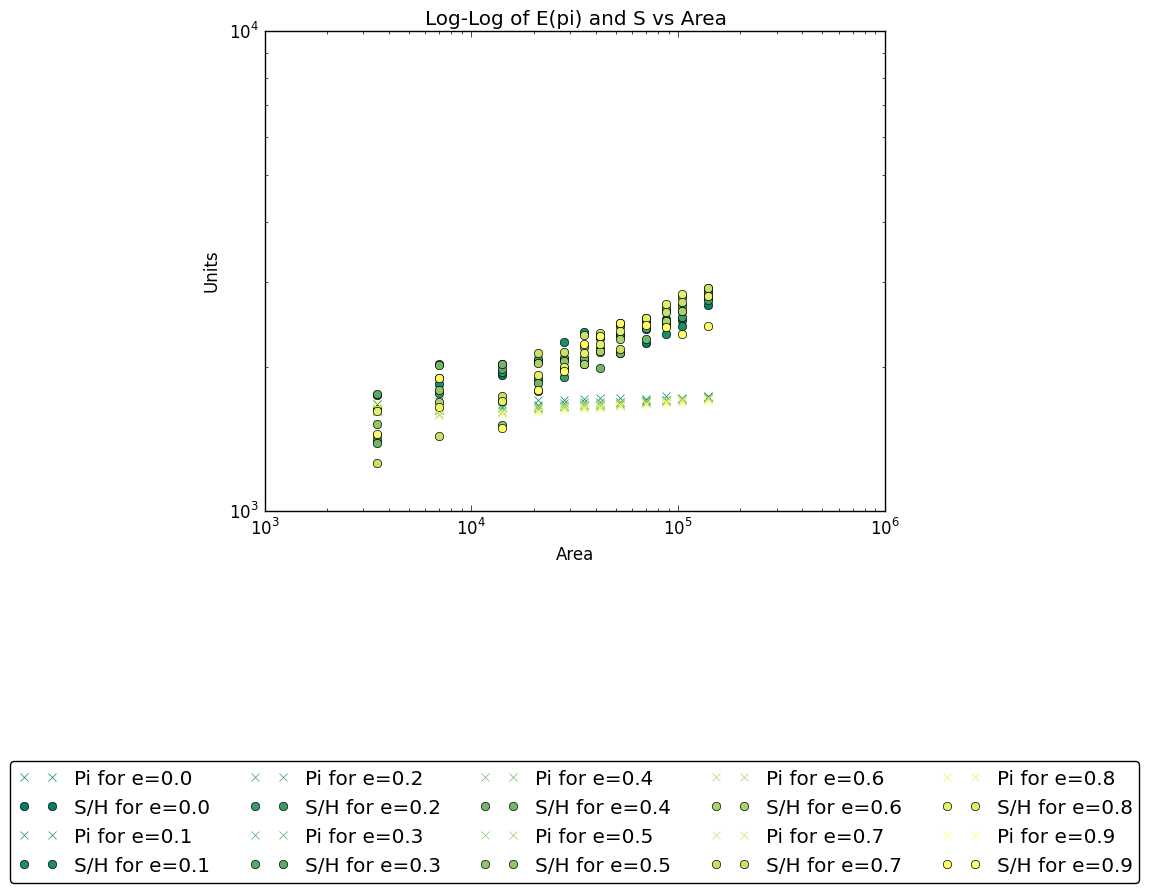 Log-Log of E(pi) and S vs Area
10^4
Units
10^3
10^3 10^4 10^5 10^6
Area
Pi for e=0.0 Pi for e=0.2 Pi for e=0.4 Pi for e=0.6 Pi for e=0.8
S/H for e=0.0 S/H for e=0.2 S/H for e=0.4 S/H for e=0.6 S/H for e=0.8
Pi for e=0.1 Pi for e=0.3 Pi for e=0.5 Pi for e=0.7 Pi for e=0.9
S/H for e=0.1 S/H for e=0.3 S/H for e=0.5 S/H for e=0.7 S/H for e=0.9